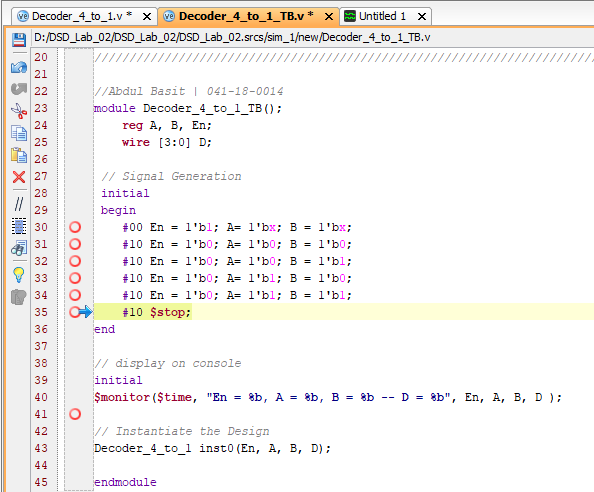 Decoder_4_to_1.v * × Decoder_4_to_1_TB.v * × Untitled 1 ×
D:/DSD_Lab_02/DSD_Lab_02/DSD_Lab_02.srcs/sim_1/new/Decoder_4_to_1_TB.v
20 ////////////////////////////////////////////////////////////////////////////
21
22 //Abdul Basit | 041-18-0014
23 module Decoder_4_to_1_TB();
24 reg A, B, En;
25 wire [3:0] D;
26
27 // Signal Generation
28 initial
29 begin
30 #00 En = 1'b1; A= 1'bx; B = 1'bx;
31 #10 En = 1'b0; A= 1'b0; B = 1'b0;
32 #10 En = 1'b0; A= 1'b0; B = 1'b1;
33 #10 En = 1'b0; A= 1'b1; B = 1'b0;
34 #10 En = 1'b0; A= 1'b1; B = 1'b1;
35 #10 $stop;
36 end
37
38 // display on console
39 initial
40 $monitor($time, "En = %b, A = %b, B = %b -- D = %b", En, A, B, D );
41
42 // Instantiate the Design
43 Decoder_4_to_1 inst0(En, A, B, D);
44
45 endmodule